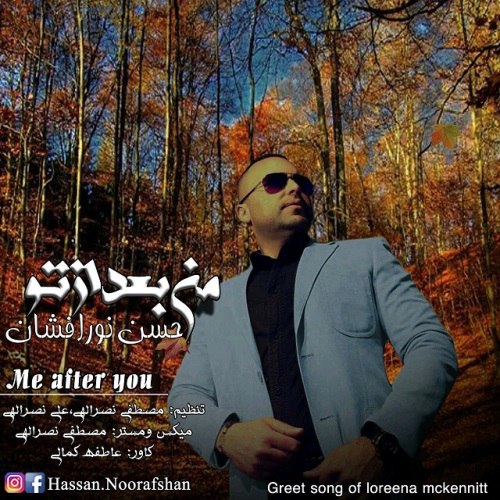 من بعد از تو
حسن نورافشان
Me after you
تنظیم: مصطفی نصرالهی،علی نصرالهی
میکس ومستر: مصطفی نصرالهی
کاور: عاطفه کمالی
Hassan.Noorafshan
Greet song of loreena mckennitt